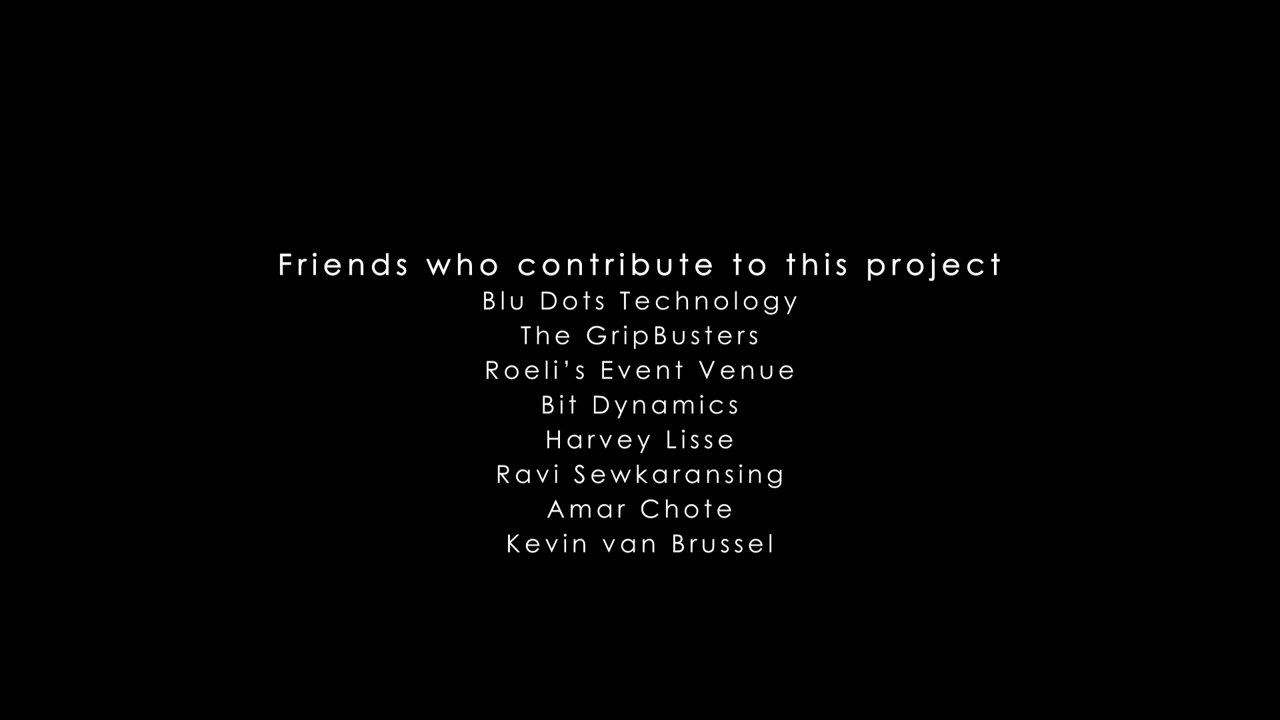 Friends who contribute to this project
Blu Dots Technology
The GripBusters
Roeli’s Event Venue
Bit Dynamics
Harvey Lisse
Ravi Sewkaransing
Amar Chote
Kevin van Brussel